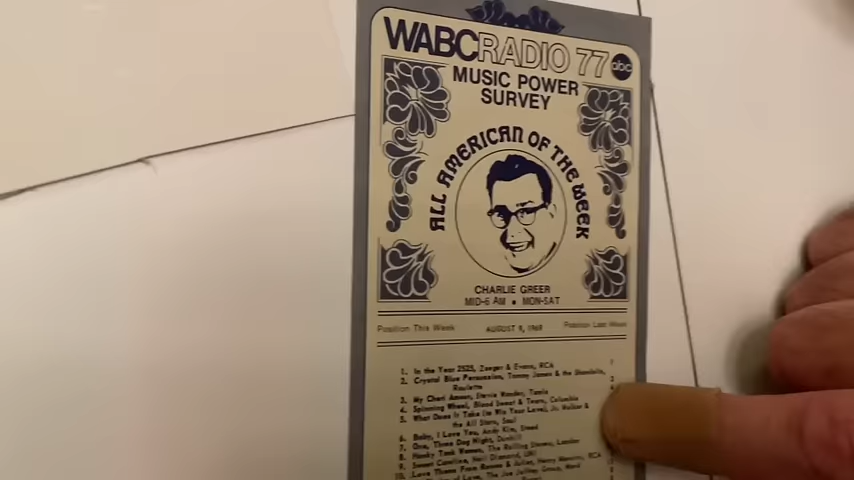 WABC RADIO 77 abc
MUSIC POWER
SURVEY
ALL AMERICAN OF THE WEEK
CHARLIE GREER
MID-6 AM • MON-SAT
Position This Week AUGUST 1969 Position Last Week
1. In the Year 2525, Zager & Evans, RCA 1
2. Crystal Blue Persuasion, Tommy James & the Shondells,
Roulette
3. My Cheri Amour, Stevie Wonder, Tamla
4. Spinning Wheel, Blood Sweat & Tears, Columbia
5. What Does It Take (to Win Your Love), Jr. Walker &
the All Stars, Soul
6. Baby, I Love You, Andy Kim, Steed
7. One, Three Dog Night, Dunhill
8. Honky Tonk Women, The Rolling Stones, London
9. Sweet Caroline, Neil Diamond, UNI
10. Love Theme From Romeo & Juliet, Henry Mancini, RCA